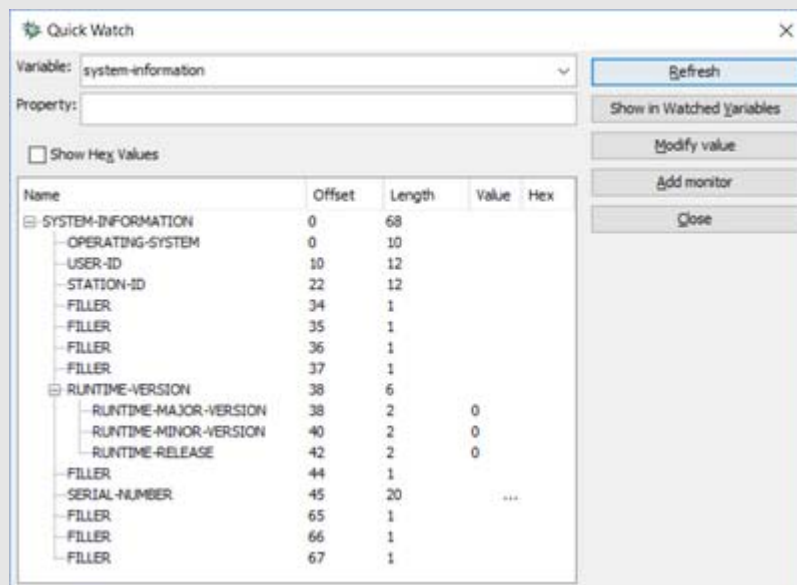 Quick Watch
Variable: system-information Refresh
Property: Show in Watched Variables
Show Hex Values Modify value
Add monitor
Close
Name Offset Length Value Hex
SYSTEM-INFORMATION 0 68
OPERATING-SYSTEM 0 10
USER-ID 10 12
STATION-ID 22 12
FILLER 34 1
FILLER 35 1
FILLER 36 1
FILLER 37 1
RUNTIME-VERSION 38 6
RUNTIME-MAJOR-VERSION 38 2 0
RUNTIME-MINOR-VERSION 40 2 0
RUNTIME-RELEASE 42 2 0
FILLER 44 1
SERIAL-NUMBER 45 20 ...
FILLER 65 1
FILLER 66 1
FILLER 67 1